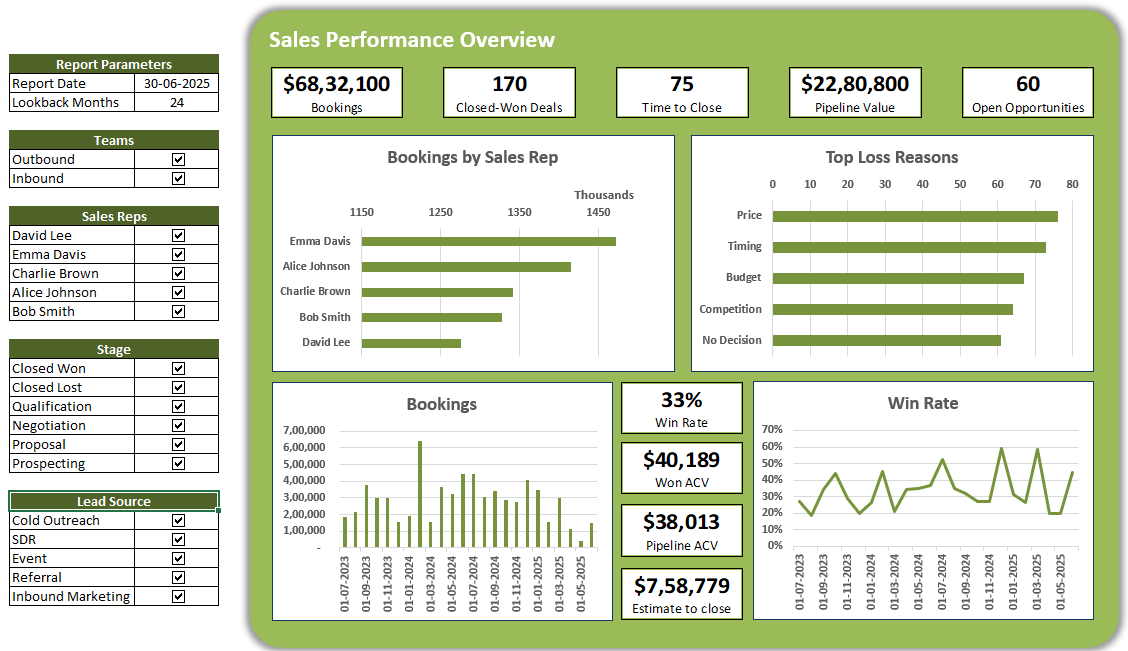 Report Parameters
Report Date 30-06-2025
Lookback Months 24
Teams
Outbound
Inbound
Sales Reps
David Lee
Emma Davis
Charlie Brown
Alice Johnson
Bob Smith
Stage
Closed Won
Closed Lost
Qualification
Negotiation
Proposal
Prospecting
Lead Source
Cold Outreach
SDR
Event
Referral
Inbound Marketing
Sales Performance Overview
$68,32,100
Bookings
170
Closed-Won Deals
75
Time to Close
$22,80,800
Pipeline Value
60
Open Opportunities
Bookings by Sales Rep
Thousands
1150 1250 1350 1450
Emma Davis
Alice Johnson
Charlie Brown
Bob Smith
David Lee
Top Loss Reasons
0 10 20 30 40 50 60 70 80
Price
Timing
Budget
Competition
No Decision
Bookings
7,00,000
6,00,000
5,00,000
4,00,000
3,00,000
2,00,000
1,00,000
-
01-07-2023
01-09-2023
01-11-2023
01-01-2024
01-03-2024
01-05-2024
01-07-2024
01-09-2024
01-11-2024
01-01-2025
01-03-2025
01-05-2025
33%
Win Rate
$40,189
Won ACV
$38,013
Pipeline ACV
$7,58,779
Estimate to close
Win Rate
70%
60%
50%
40%
30%
20%
10%
0%
01-07-2023
01-09-2023
01-11-2023
01-01-2024
01-03-2024
01-05-2024
01-07-2024
01-09-2024
01-11-2024
01-01-2025
01-03-2025
01-05-2025